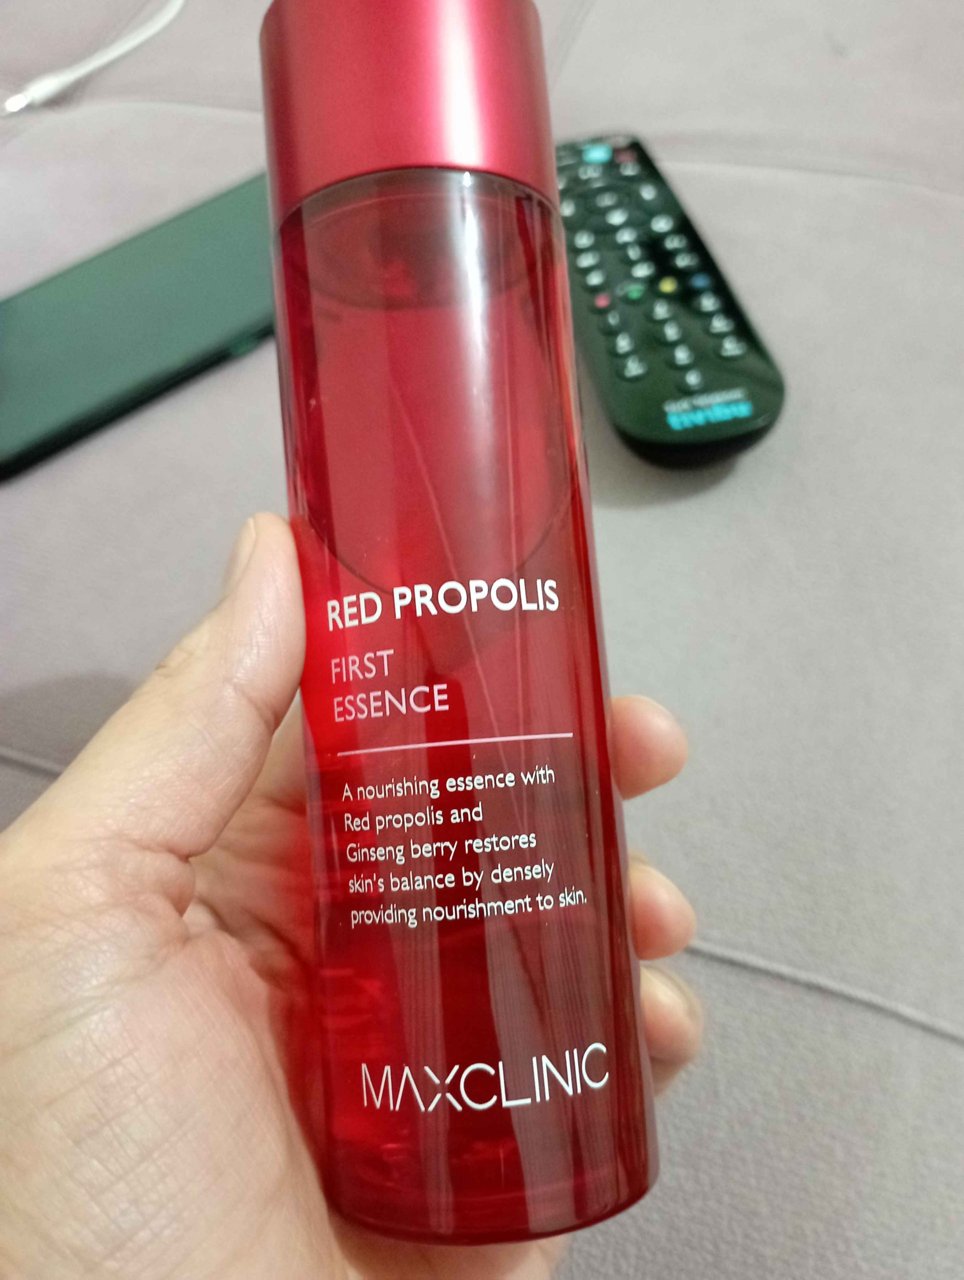 RED PROPOLIS
FIRST
ESSENCE
A nourishing essence with
Red propolis and
Ginseng berry restores
skin's balance by densely
providing nourishment to skin.
MAXCLINIC
tivibu